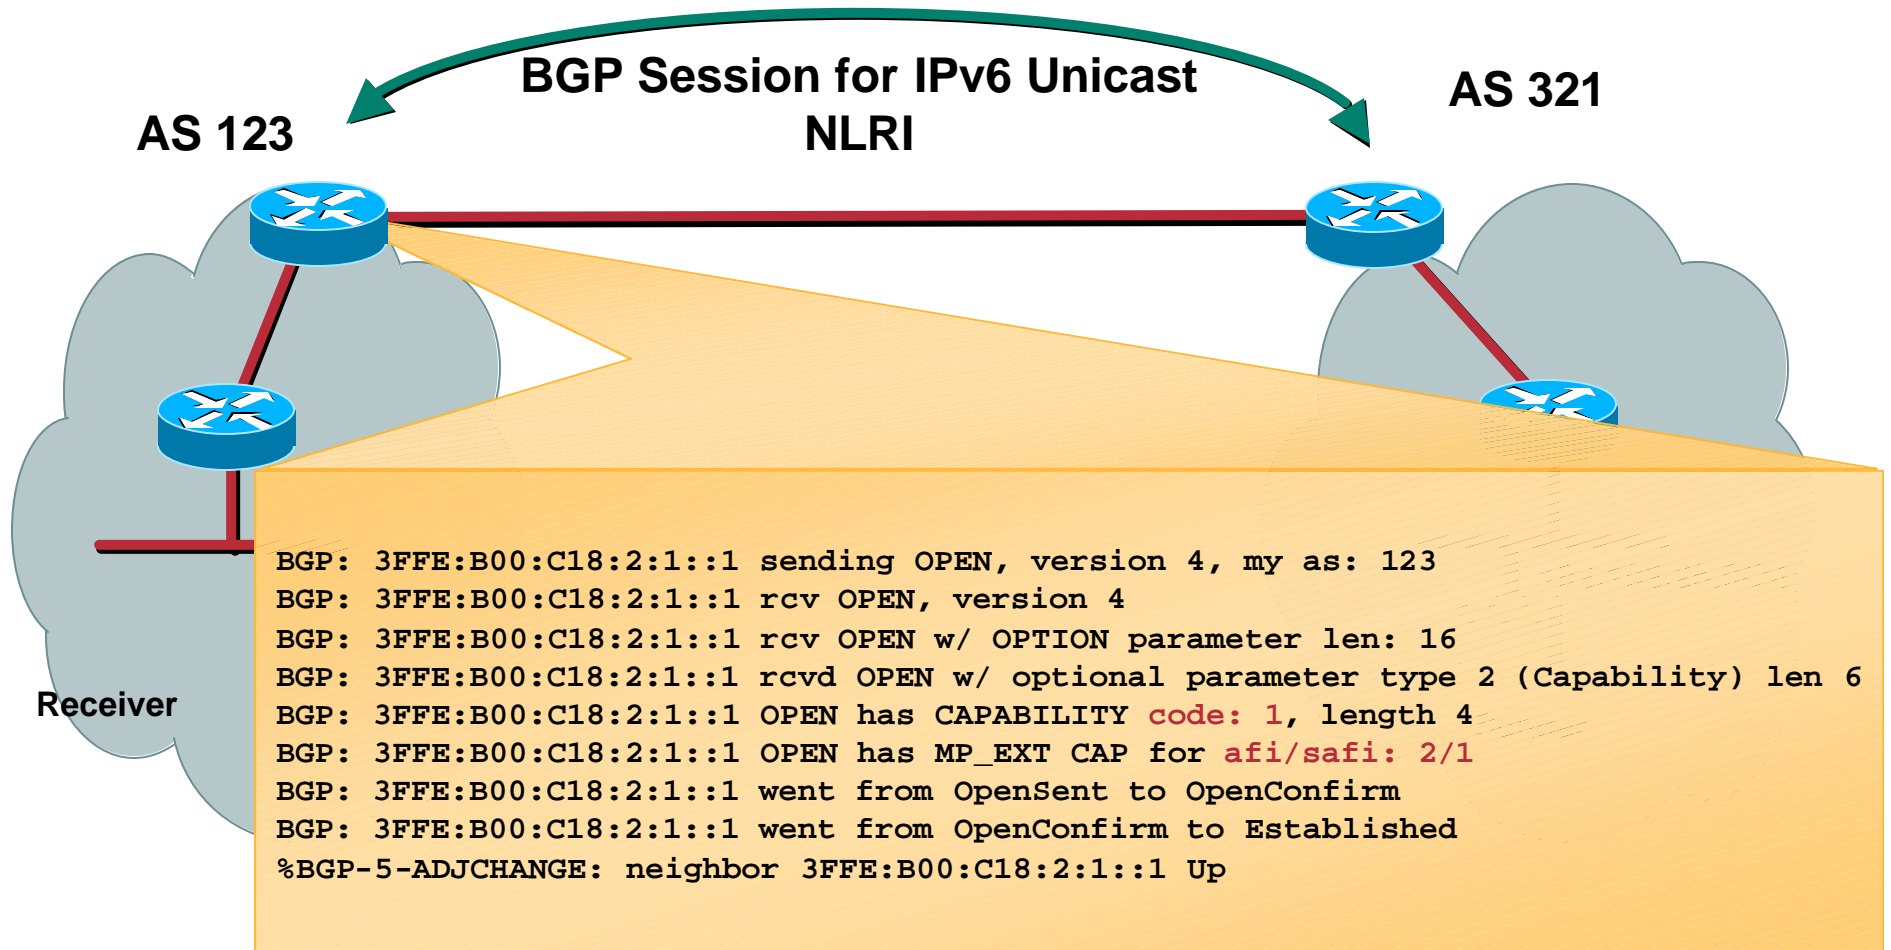 BGP Session for IPv6 Unicast
NLRI
AS 321
AS 123
BGP: 3FFE:B00:C18:2:1::1 sending OPEN, version 4, my as: 123
BGP: 3FFE:B00:C18:2:1::1 rcv OPEN, version 4
BGP: 3FFE:B00:C18:2:1::1 rcv OPEN w/ OPTION parameter len: 16
BGP: 3FFE:B00:C18:2:1::1 rcvd OPEN w/ optional parameter type 2 (Capability) len 6
BGP: 3FFE:B00:C18:2:1::1 OPEN has CAPABILITY code: 1, length 4
BGP: 3FFE:B00:C18:2:1::1 OPEN has MP_EXT CAP for afi/safi: 2/1
BGP: 3FFE:B00:C18:2:1::1 went from OpenSent to OpenConfirm
BGP: 3FFE:B00:C18:2:1::1 went from OpenConfirm to Established
%BGP-5-ADJCHANGE: neighbor 3FFE:B00:C18:2:1::1 Up
Receiver